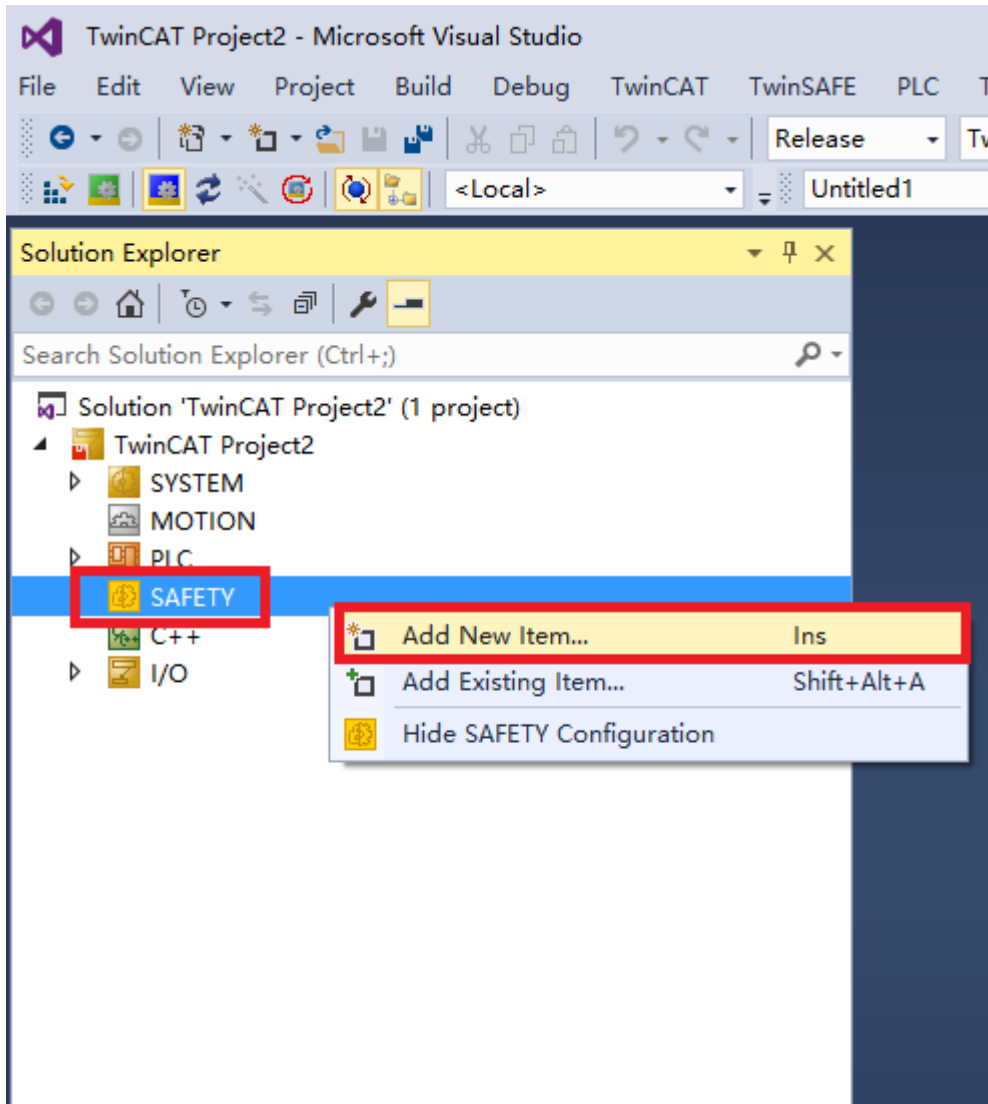 TwinCAT Project2 - Microsoft Visual Studio
File Edit View Project Build Debug TwinCAT TwinSAFE PLC
Release
<Local> Untitled1
Solution Explorer
Search Solution Explorer (Ctrl+;)
Solution 'TwinCAT Project2' (1 project)
TwinCAT Project2
SYSTEM
MOTION
PLC
SAFETY
C++
I/O
Add New Item... Ins
Add Existing Item... Shift+Alt+A
Hide SAFETY Configuration